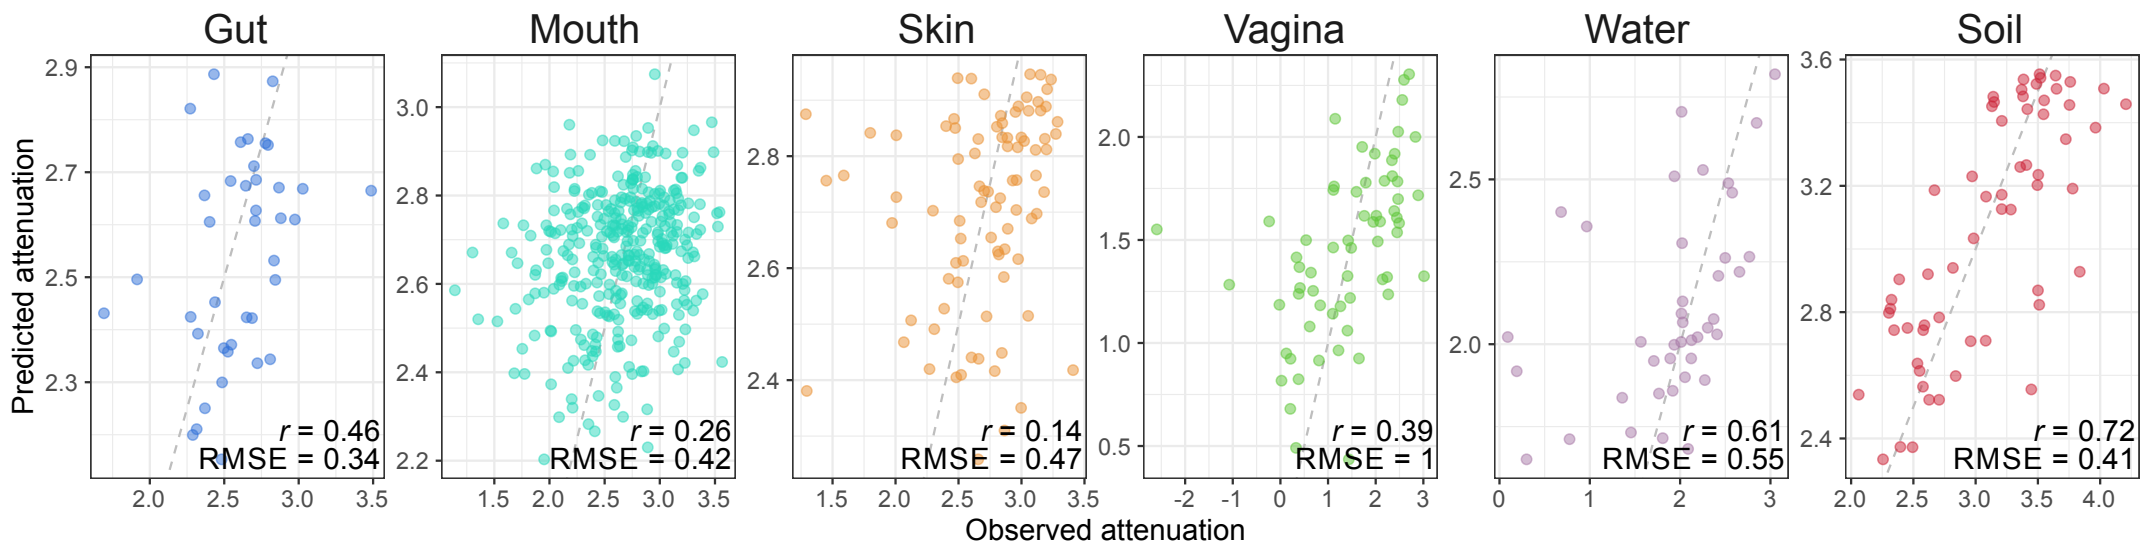 Gut
Mouth
Skin
Vagina
Water
Soil
Predicted attenuation
2.9
2.7
2.5
2.3
r = 0.46
RMSE = 0.34
2.0
2.5
3.0
3.5
3.0
2.8
2.6
2.4
2.2
r = 0.26
RMSE = 0.42
1.5
2.0
2.5
3.0
3.5
2.8
2.6
2.4
r = 0.14
RMSE = 0.47
1.5
2.0
2.5
3.0
3.5
2.0
1.5
1.0
0.5
r = 0.39
RMSE = 1
-2
-1
0
1
2
3
2.5
2.0
r = 0.61
RMSE = 0.55
0
1
2
3
3.6
3.2
2.8
2.4
r = 0.72
RMSE = 0.41
2.0
2.5
3.0
3.5
4.0
Observed attenuation